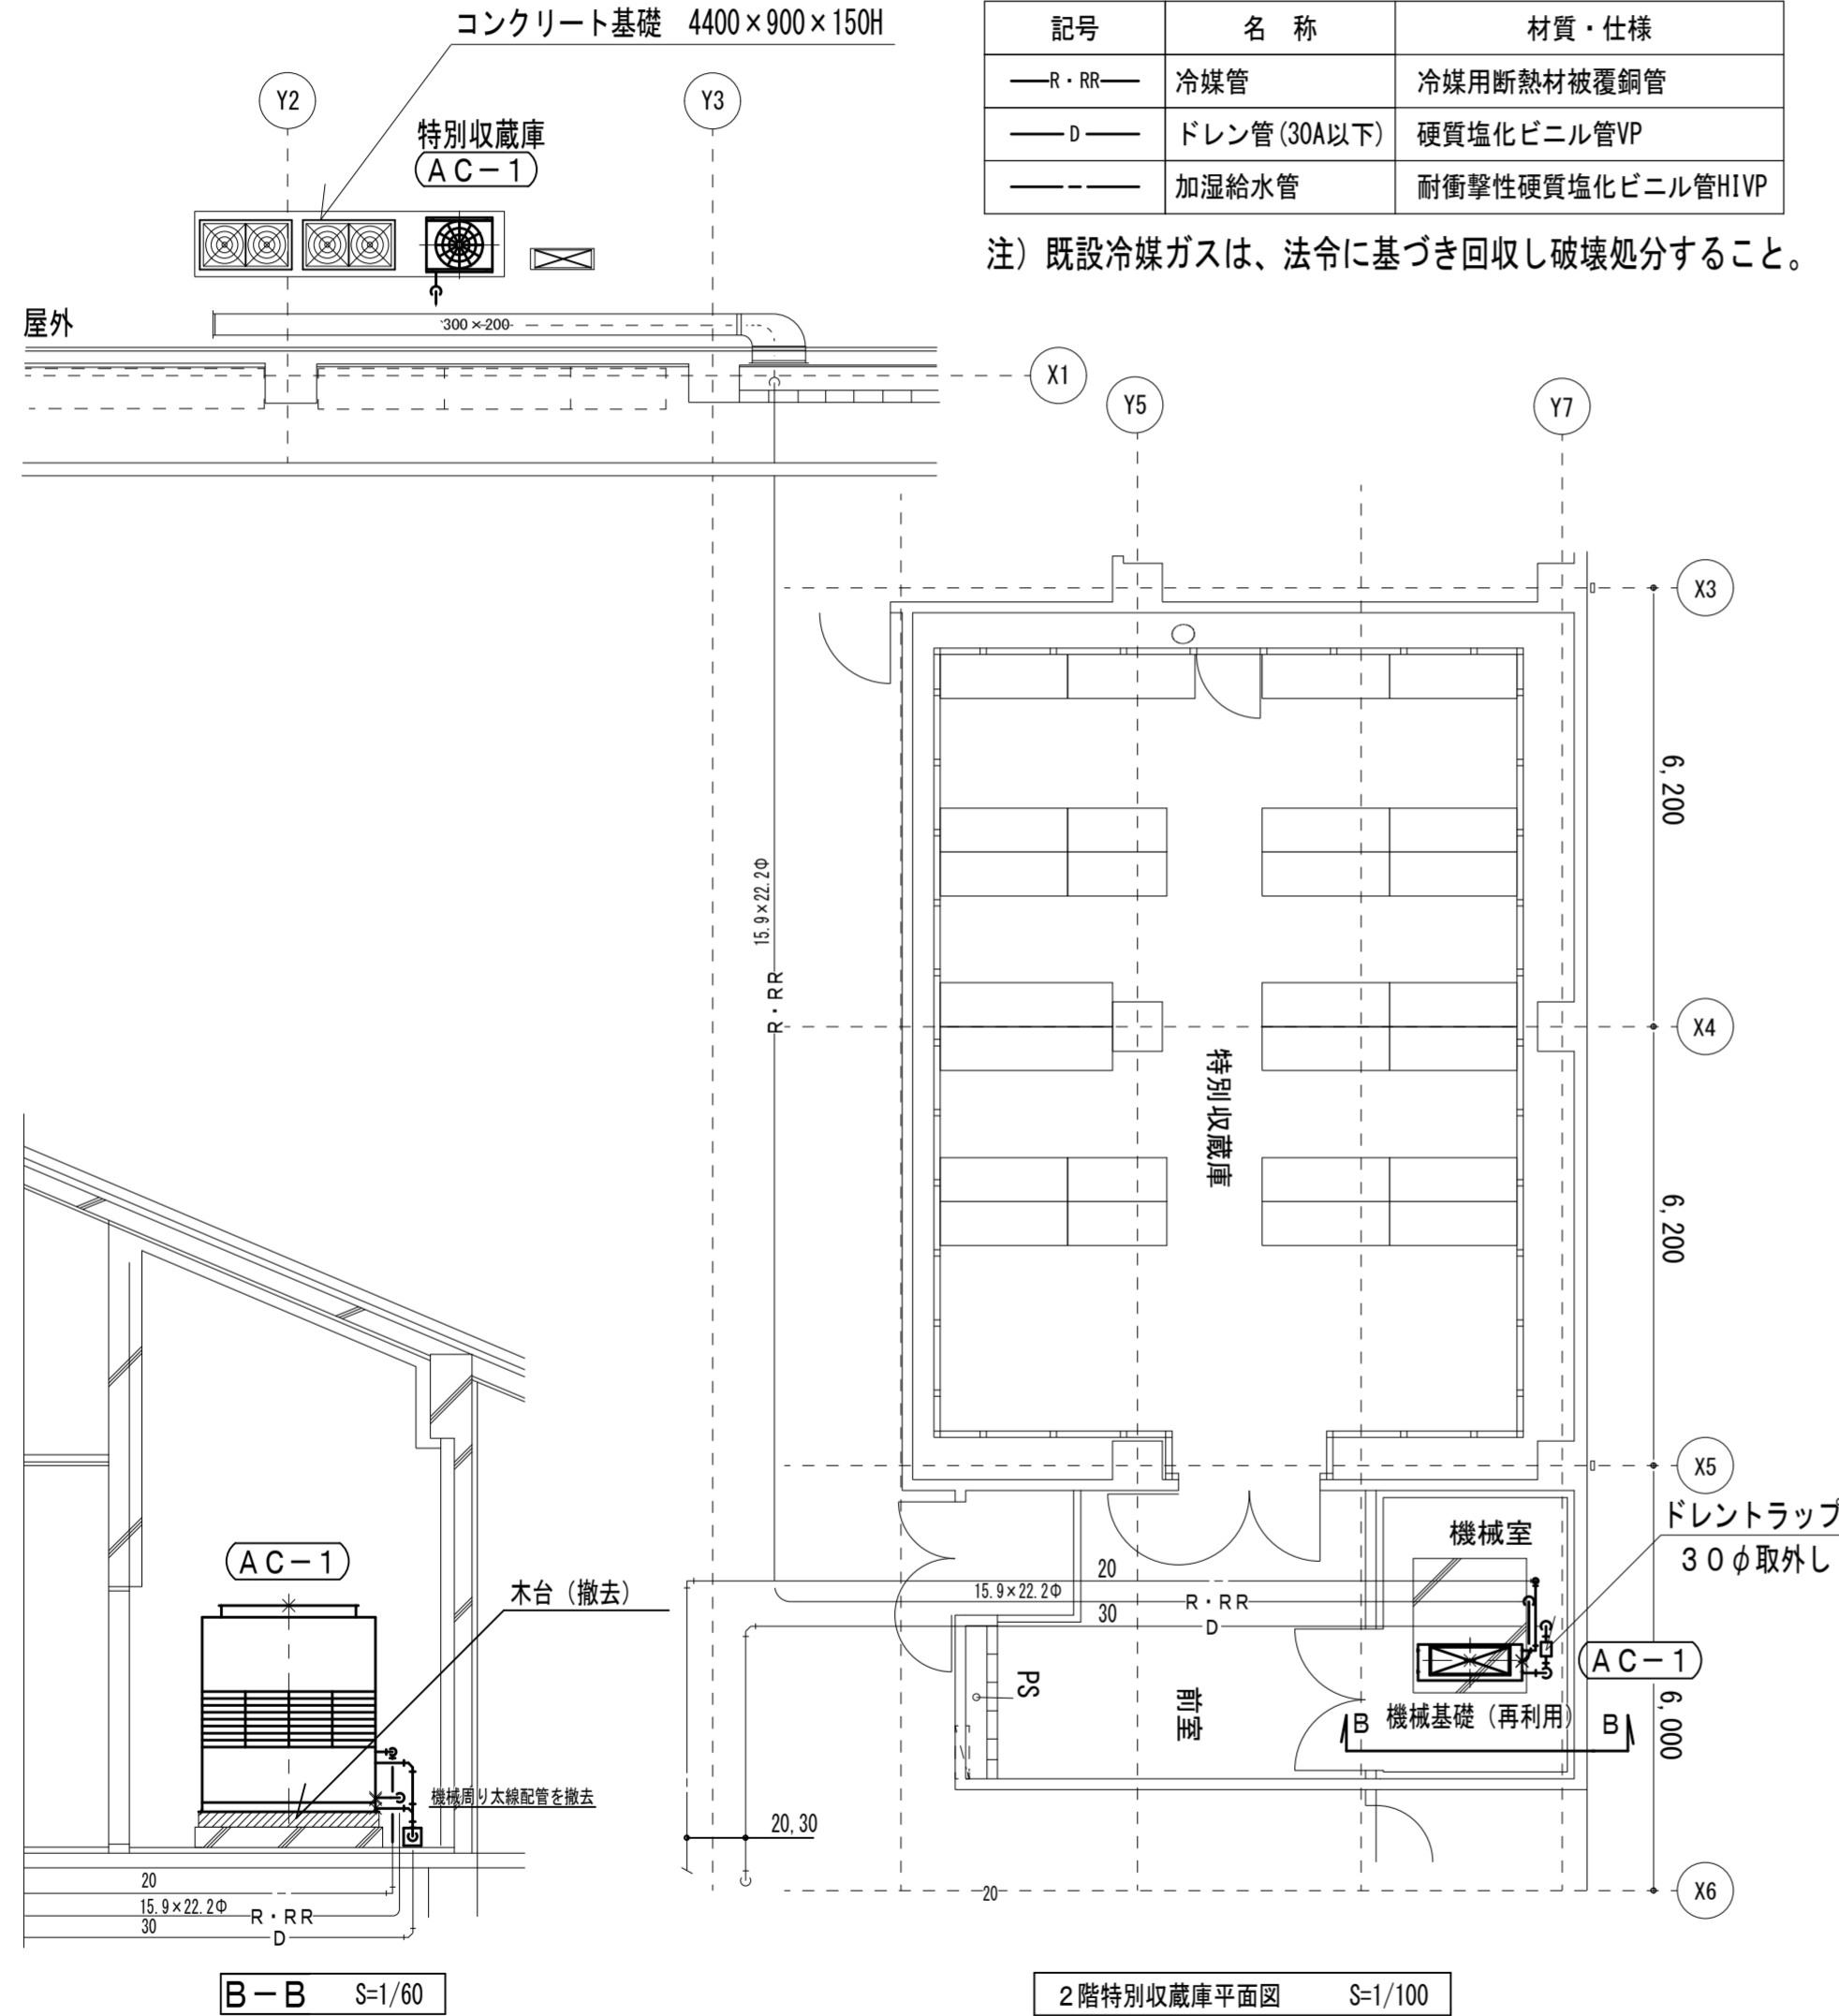 コンクリート基礎 4400×900×150H
記号 名 称 材質・仕様
R・RR 冷媒管 冷媒用断熱材被覆銅管
D ドレン管(30A以下) 硬質塩化ビニル管VP
加湿給水管 耐衝撃性硬質塩化ビニル管HIVP
注)既設冷媒ガスは、法令に基づき回収し破壊処分すること。
Y2
Y3
特別収蔵庫
AC-1
屋外
300×200
X1
Y5
Y7
X3
6,200
15.9×22.2Φ
R・RR
X4
特別収蔵庫
6,200
X5
ドレントラップ
30φ取外し
機械室
20
15.9×22.2Φ
R・RR
30
D
AC-1
PS
前室
機械基礎(再利用)
B
B
6,000
20,30
20
X6
AC-1
木台(撤去)
機械周り太線配管を撤去
20
15.9×22.2Φ
R・RR
30
D
B-B S=1/60
2階特別収蔵庫平面図 S=1/100